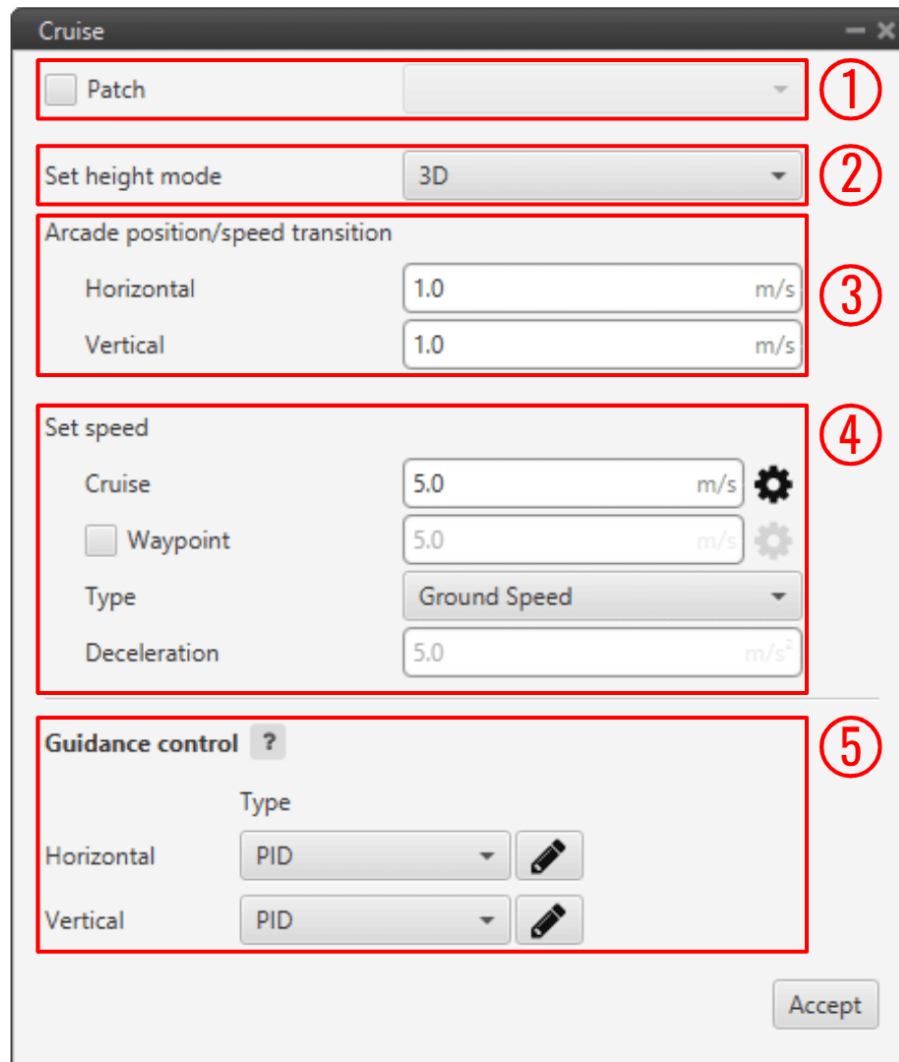 Cruise
Patch
1
Set height mode 3D
2
Arcade position/speed transition
Horizontal 1.0 m/s
3
Vertical 1.0 m/s
Set speed
4
Cruise 5.0 m/s
Waypoint 5.0 m/s
Type Ground Speed
Deceleration 5.0 m/s²
Guidance control ?
5
Type
Horizontal PID
Vertical PID
Accept